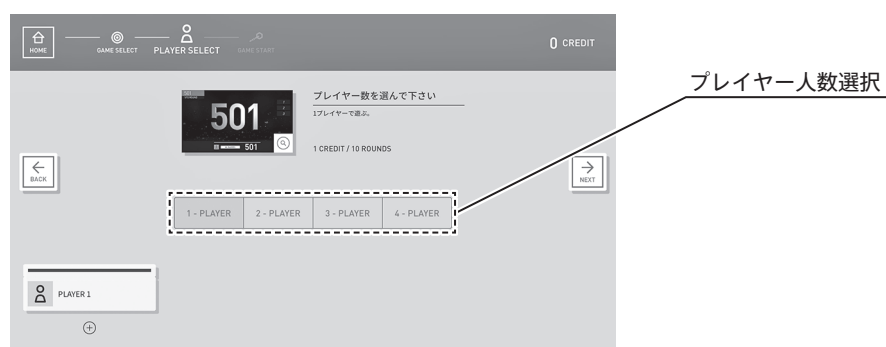 HOME
GAME SELECT
PLAYER SELECT
GAME START
0 CREDIT
プレイヤー人数選択
501
プレイヤー数を選んで下さい
1プレイヤーで遊ぶ。
501
501
1 CREDIT / 10 ROUNDS
BACK
NEXT
1 - PLAYER
2 - PLAYER
3 - PLAYER
4 - PLAYER
PLAYER 1